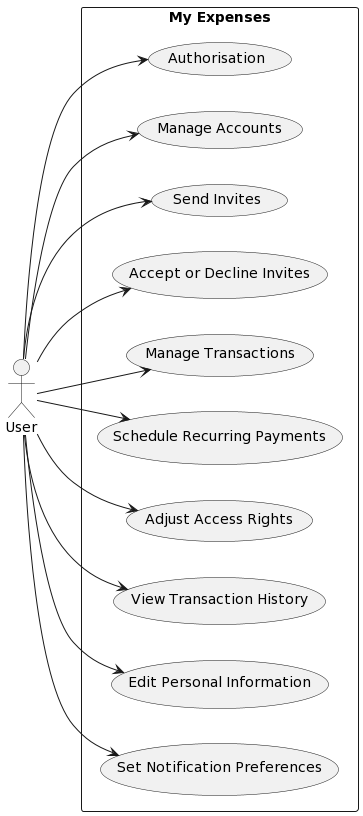 My Expenses
Authorisation
Manage Accounts
Send Invites
Accept or Decline Invites
Manage Transactions
User
Schedule Recurring Payments
Adjust Access Rights
View Transaction History
Edit Personal Information
Set Notification Preferences